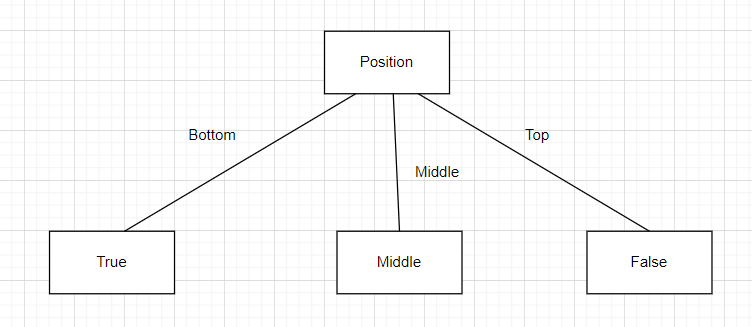 Position
Bottom
Top
Middle
True
Middle
False